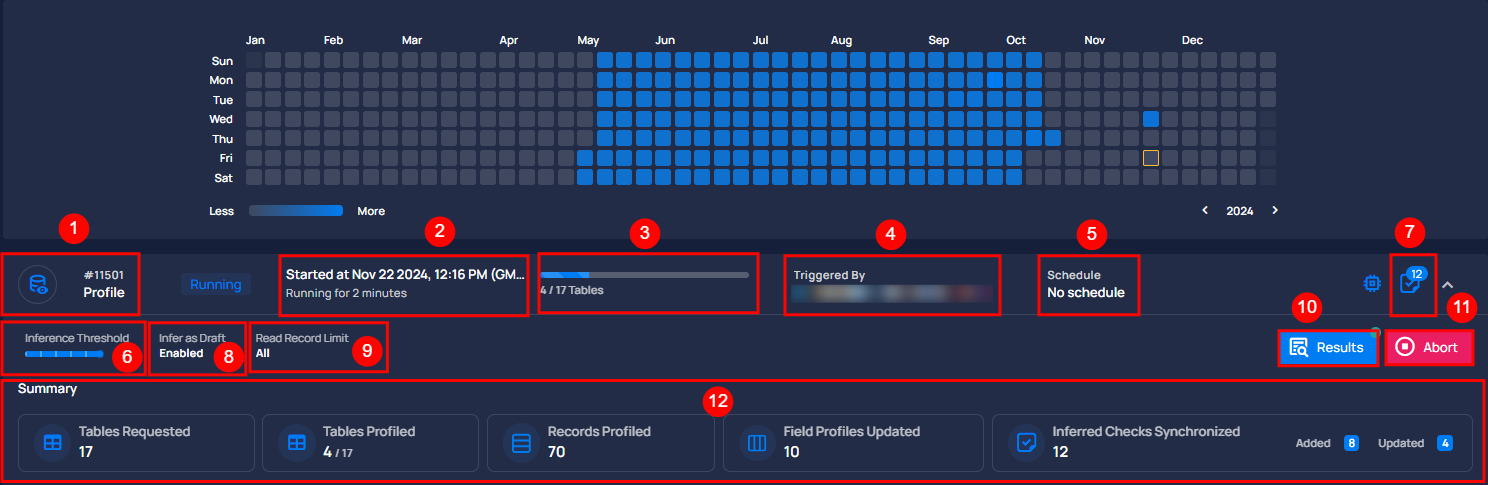 Jan Feb Mar Apr May Jun Jul Aug Sep Oct Nov Dec
Sun
Mon
Tue
Wed
Thu
Fri
Sat
Less More 2024
1 2 3 4 5 7
#11501
Profile
Running
Started at Nov 22 2024, 12:16 PM (GM...
Running for 2 minutes
4 / 17 Tables
Triggered By
Schedule
No schedule
12
10 11
Inference Threshold
6
Infer as Draft
Enabled
8
Read Record Limit
All
9
Results
Abort
Summary
12
Tables Requested
17
Tables Profiled
4 / 17
Records Profiled
70
Field Profiles Updated
10
Inferred Checks Synchronized
12
Added 8 Updated 4